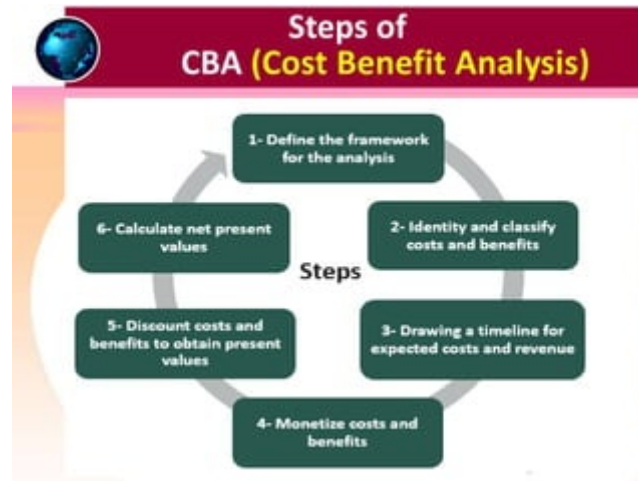 Steps of
CBA (Cost Benefit Analysis)
1- Define the framework
for the analysis
2- Identity and classify
costs and benefits
3- Drawing a timeline for
expected costs and revenue
4- Monetize costs and
benefits
5- Discount costs and
benefits to obtain present
values
6- Calculate net present
values
Steps